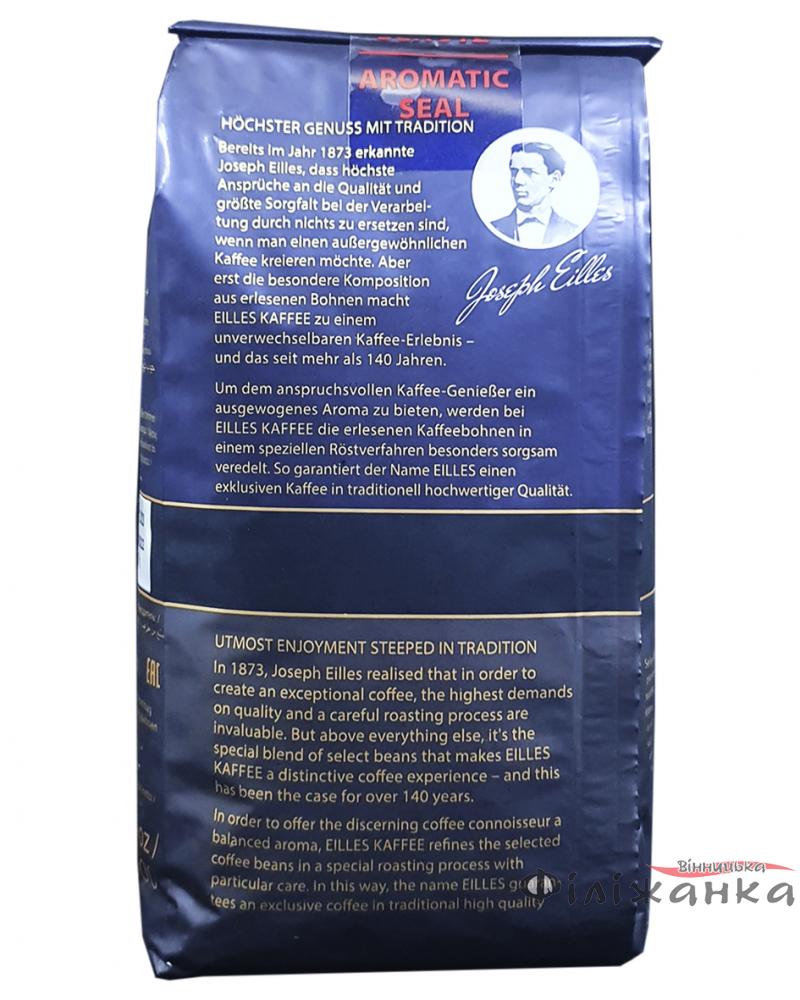 AROMATIC
SEAL
HÖCHSTER GENUSS MIT TRADITION
Bereits im Jahr 1873 erkannte
Joseph Eilles, dass höchste
Ansprüche an die Qualität und
größte Sorgfalt bei der Verarbei-
tung durch nichts zu ersetzen sind,
wenn man einen außergewöhnlichen
Kaffee kreieren möchte. Aber
erst die besondere Komposition
aus erlesenen Bohnen macht
EILLES KAFFEE zu einem
unverwechselbaren Kaffee-Erlebnis –
und das seit mehr als 140 Jahren.
Joseph Eilles
Um dem anspruchsvollen Kaffee-Genießer ein
ausgewogenes Aroma zu bieten, werden bei
EILLES KAFFEE die erlesenen Kaffeebohnen in
einem speziellen Röstverfahren besonders sorgsam
veredelt. So garantiert der Name EILLES einen
exklusiven Kaffee in traditionell hochwertiger Qualität.
UTMOST ENJOYMENT STEEPED IN TRADITION
In 1873, Joseph Eilles realised that in order to
create an exceptional coffee, the highest demands
on quality and a careful roasting process are
invaluable. But above everything else, it's the
special blend of select beans that makes EILLES
KAFFEE a distinctive coffee experience – and this
has been the case for over 140 years.
In order to offer the discerning coffee connoisseur a
balanced aroma, EILLES KAFFEE refines the selected
coffee beans in a special roasting process with
particular care. In this way, the name EILLES
tees an exclusive coffee in traditional high quality
EAC
oz /
Вінницька
Філіжанка